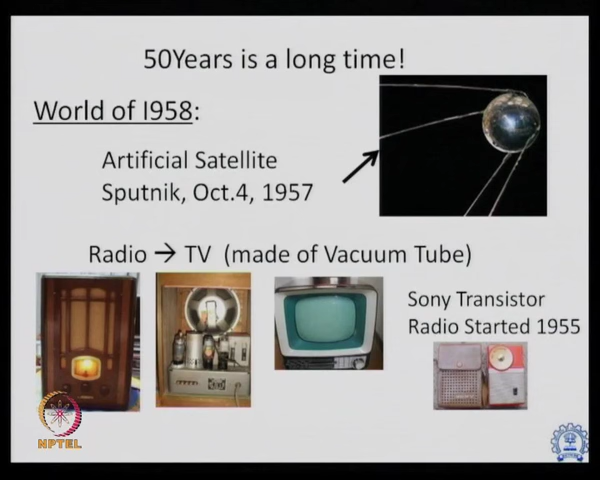 50Years is a long time!
World of I958:
Artificial Satellite
Sputnik, Oct.4, 1957
Radio → TV (made of Vacuum Tube)
Sony Transistor
Radio Started 1955
NPTEL